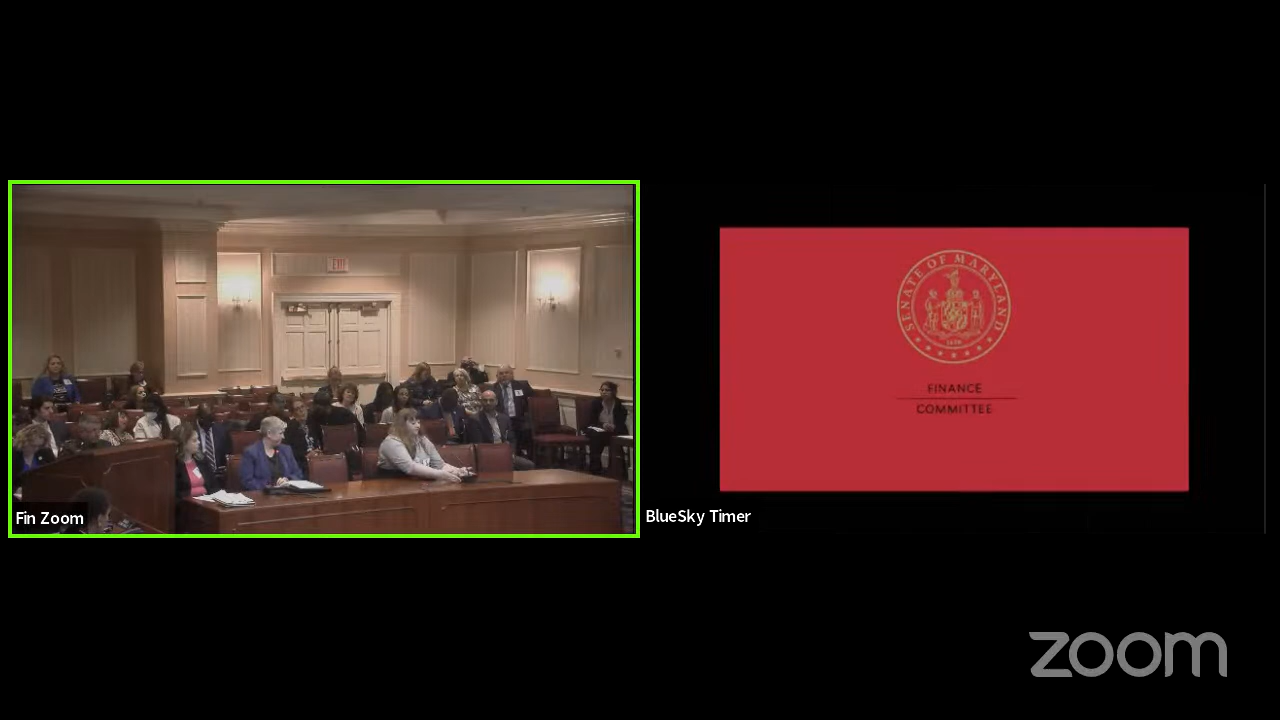 EXIT
Fin Zoom
SENATE OF MARYLAND
FINANCE
COMMITTEE
BlueSky Timer
zoom